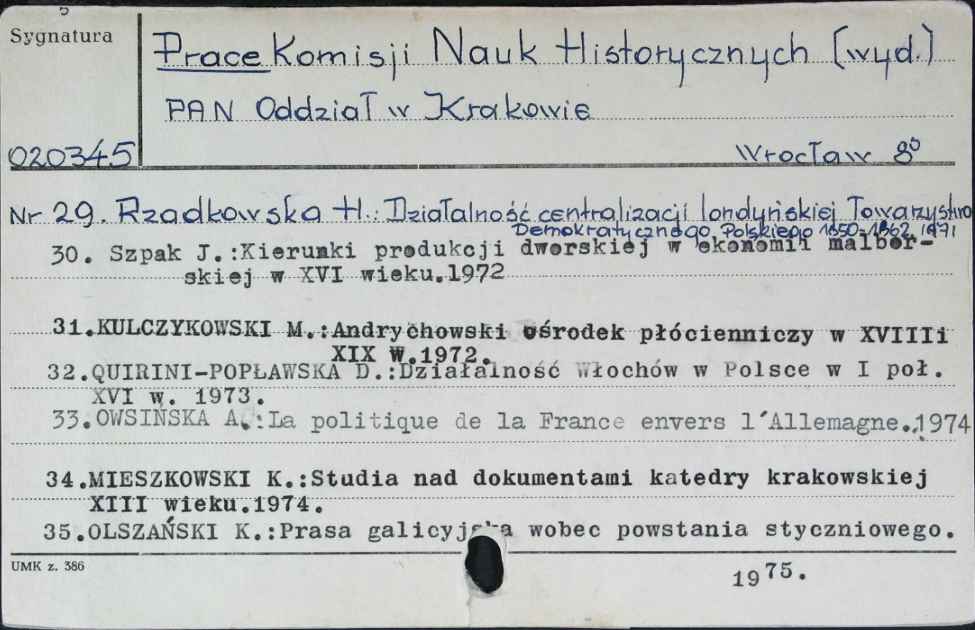 5
Sygnatura
Prace Komisji Nauk Historycznych (wyd.)
PAN Oddział w Krakowie
020345
Wrocław 8°
Nr 29. Rzadkowska H.: Działalność centralizacji londyńskiej Towarzystwa
Demokratycznego Polskiego 1850-1862, 1971
30. Szpak J.:Kierunki produkcji dworskiej w ekonomii malbor-
skiej w XVI wieku.1972
31.KULCZYKOWSKI M.:Andrychowski ośrodek płócienniczy w XVIIIi
XIX w.1972.
32.QUIRINI-POPŁAWSKA D.:Działalność Włochów w Polsce w I poł.
XVI w. 1973.
33.OWSIŃSKA A.:La politique de la France envers l'Allemagne.,1974
34.MIESZKOWSKI K.:Studia nad dokumentami katedry krakowskiej
XIII wieku.1974.
35.OLSZAŃSKI K.:Prasa galicyjska wobec powstania styczniowego.
1975.
UMK z. 386